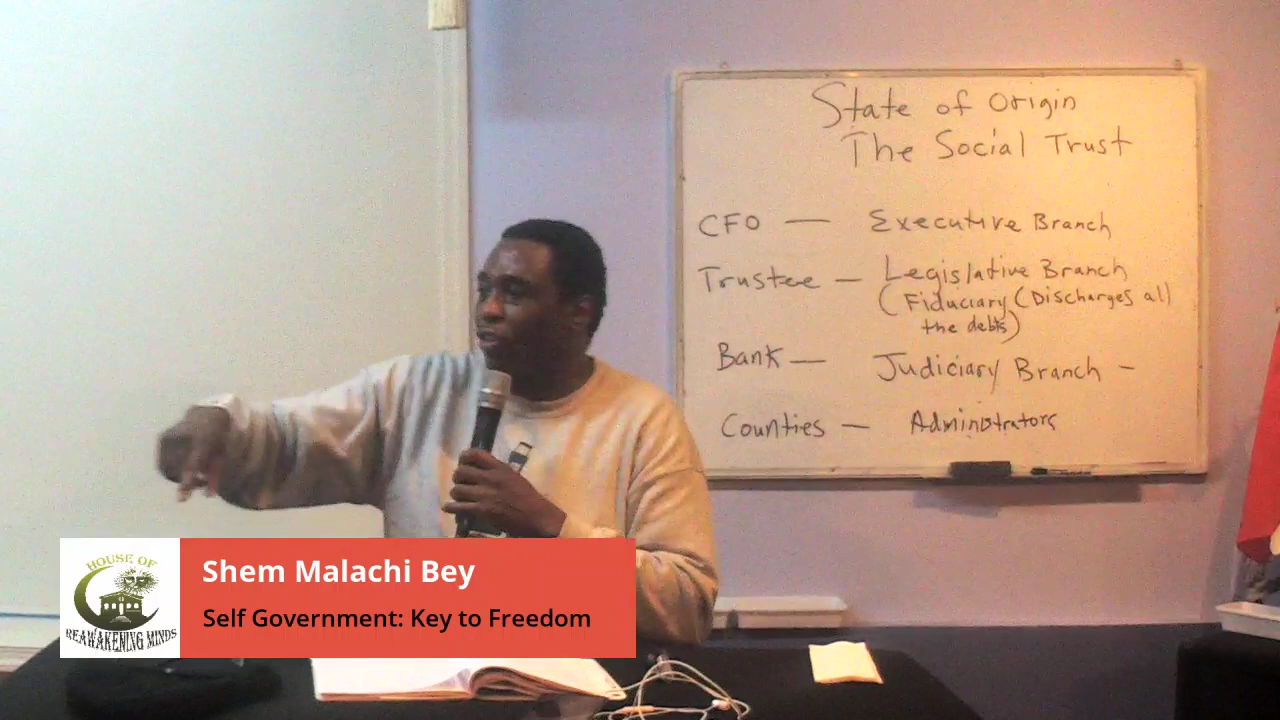 State of Origin
The Social Trust
CFO — Executive Branch
Trustee — Legislative Branch
(Fiduciary (Discharges all
the debts)
Bank — Judiciary Branch -
Counties — Administrators
HOUSE OF
REAWAKENING MINDS
Shem Malachi Bey
Self Government: Key to Freedom